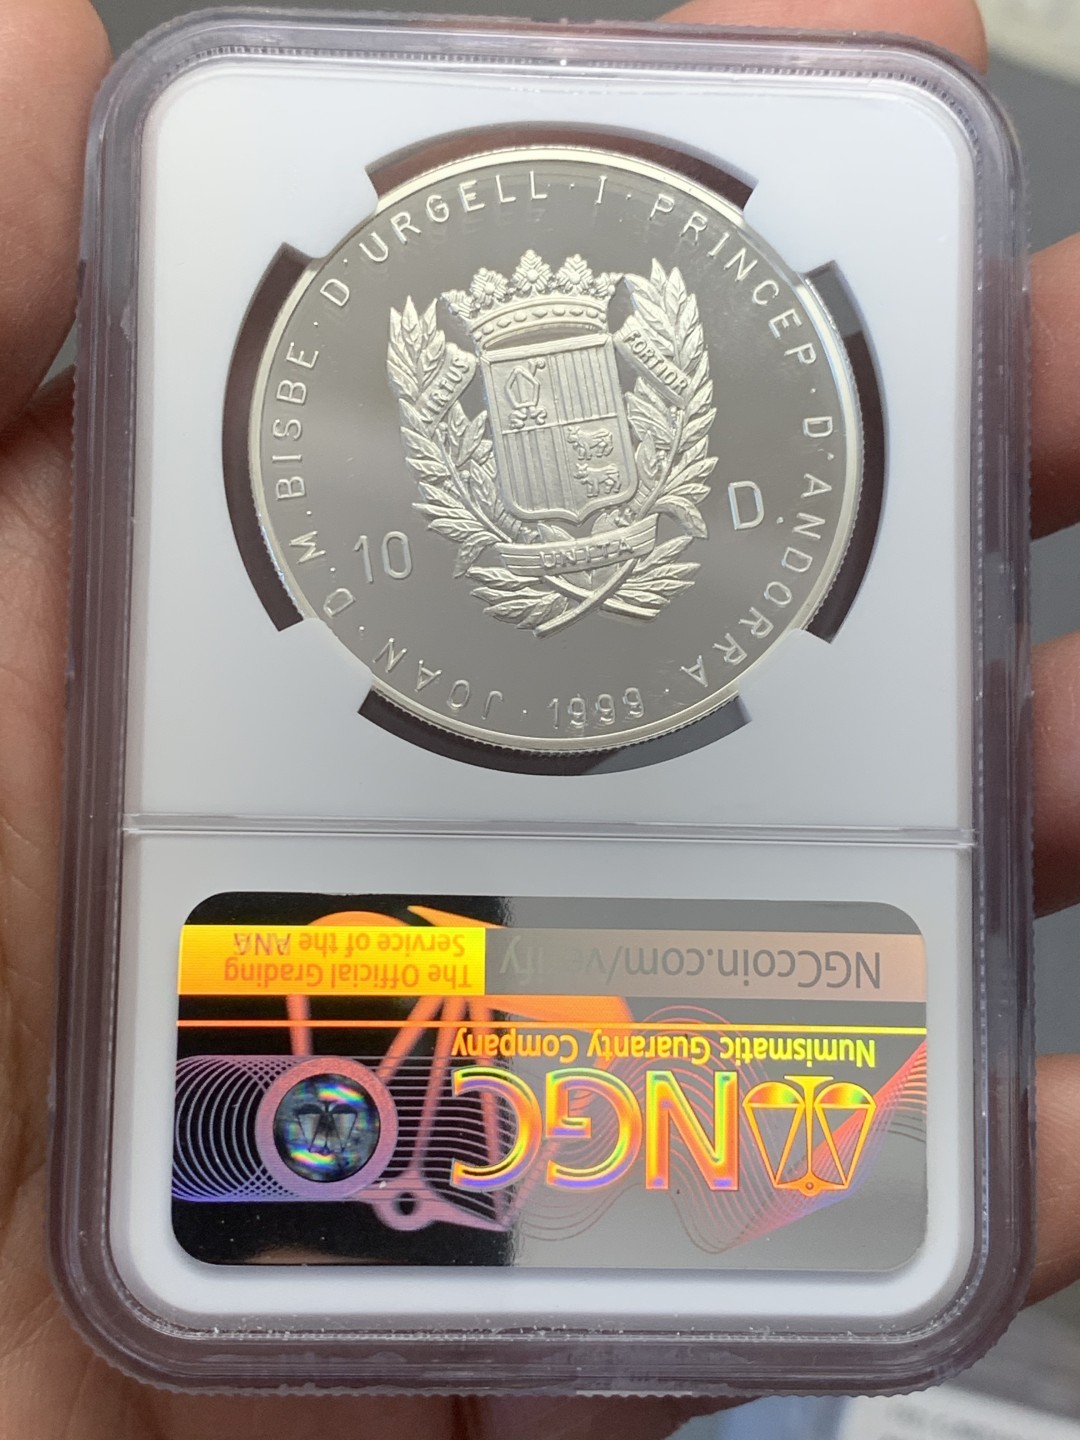 JOAN · D.M. BISBE · D'URGELL · I · PRINCEP · D'ANDORRA · 1999 ·
VIRTUS
FORTIOR
UNITA
10 D.
NGC
Numismatic Guaranty Company
NGCcoin.com/verify
The Official Grading
Service of the ANA